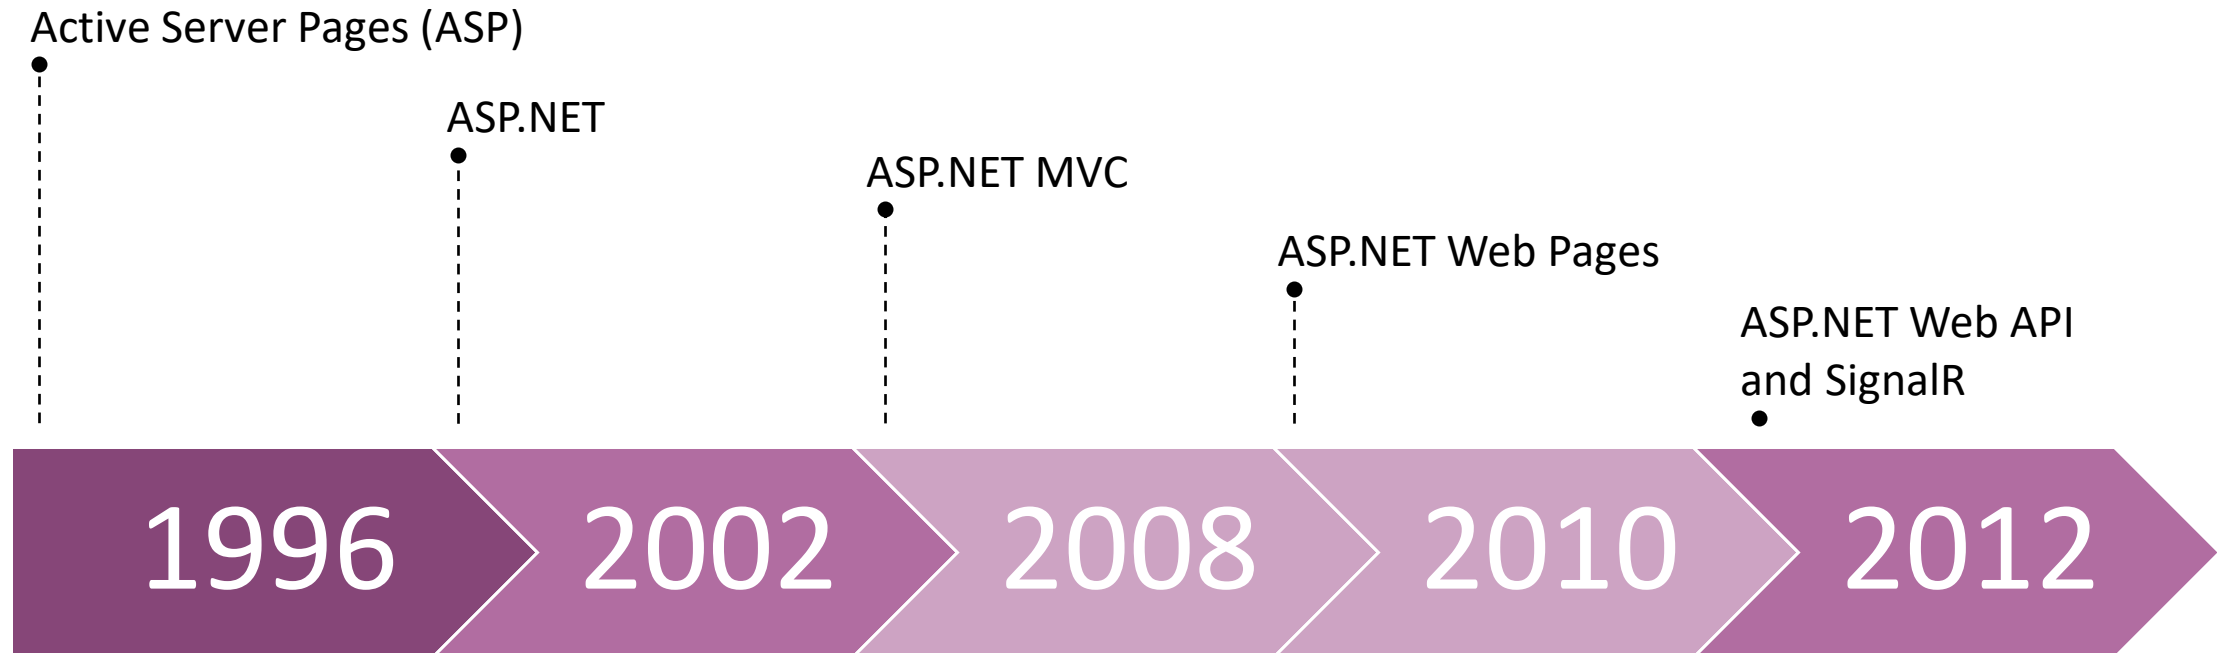 Active Server Pages (ASP)
ASP.NET
ASP.NET MVC
ASP.NET Web Pages
ASP.NET Web API
and SignalR
1996
2002
2008
2010
2012